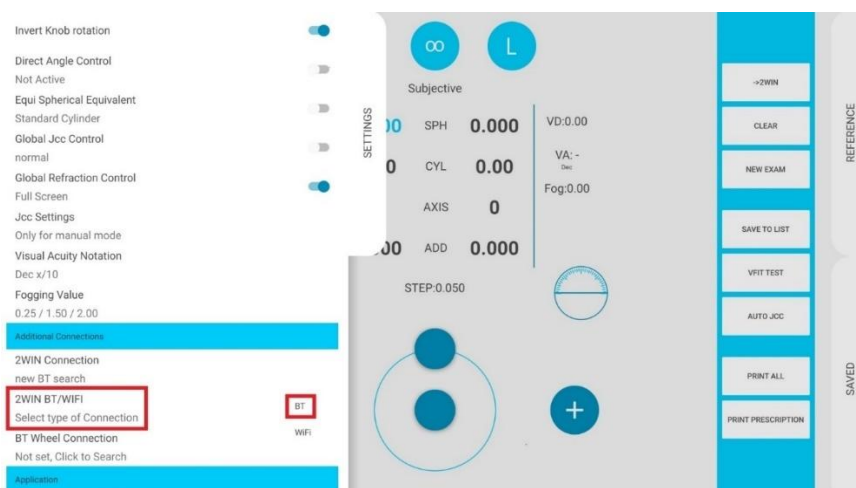 Invert Knob rotation
Direct Angle Control
Not Active
Equi Spherical Equivalent
Standard Cylinder
Global Jcc Control
normal
Global Refraction Control
Full Screen
Jcc Settings
Only for manual mode
Visual Acuity Notation
Dec x/10
Fogging Value
0.25 / 1.50 / 2.00
Additional Connections
2WIN Connection
new BT search
2WIN BT/WIFI
Select type of Connection
BT
WiFi
BT Wheel Connection
Not set, Click to Search
Application
SETTINGS
∞ L
Subjective
00 SPH 0.000
0 CYL 0.00
AXIS 0
00 ADD 0.000
VD:0.00
VA: -
Dec
Fog:0.00
STEP:0.050
+
->2WIN
CLEAR
NEW EXAM
SAVE TO LIST
VFIT TEST
AUTO JCC
PRINT ALL
PRINT PRESCRIPTION
REFERENCE
SAVED